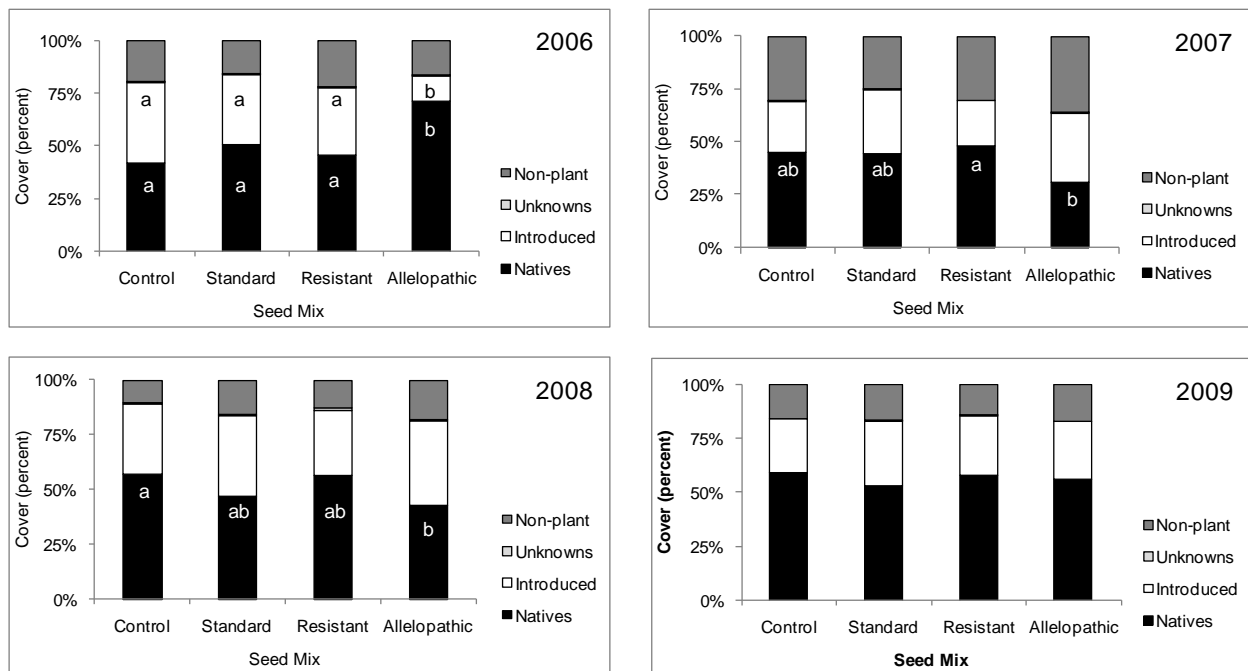 2006
Cover (percent)
100%
75%
50%
25%
0%
a a a b
a a a b
Non-plant
Unknowns
Introduced
Natives
Control Standard Resistant Allelopathic
Seed Mix
2007
Cover (percent)
100%
75%
50%
25%
0%
ab ab a b
Non-plant
Unknowns
Introduced
Natives
Control Standard Resistant Allelopathic
Seed Mix
2008
Cover (percent)
100%
75%
50%
25%
0%
a ab ab b
Non-plant
Unknowns
Introduced
Natives
Control Standard Resistant Allelopathic
Seed Mix
2009
Cover (percent)
100%
75%
50%
25%
0%
Non-plant
Unknowns
Introduced
Natives
Control Standard Resistant Allelopathic
Seed Mix